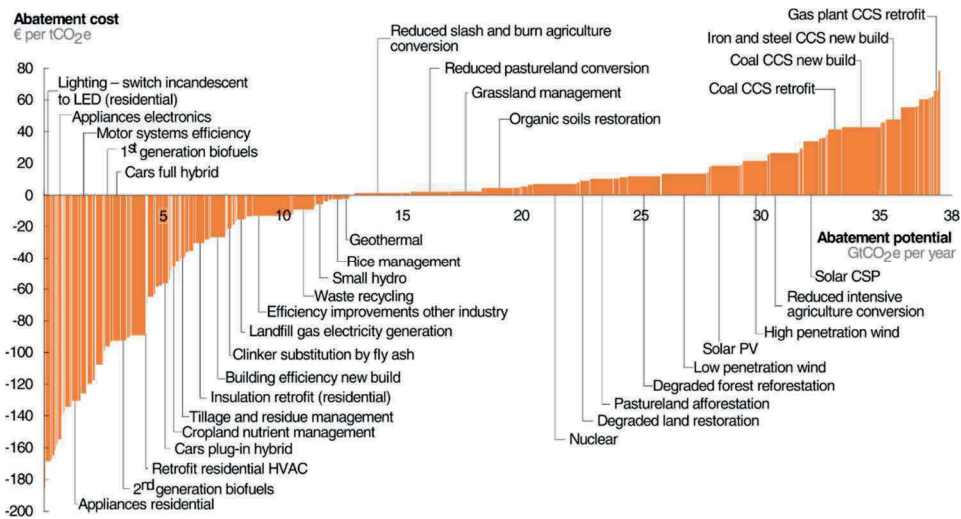 Abatement cost
€ per tCO2e
Gas plant CCS retrofit
Reduced slash and burn agriculture
conversion
Iron and steel CCS new build
Coal CCS new build
Reduced pastureland conversion
Coal CCS retrofit
Grassland management
Organic soils restoration
Lighting – switch incandescent
to LED (residential)
Appliances electronics
Motor systems efficiency
1st generation biofuels
Cars full hybrid
80
60
40
20
0
-20
-40
-60
-80
-100
-120
-140
-160
-180
-200
5
10
15
20
25
30
35
38
Abatement potential
GtCO2e per year
Geothermal
Rice management
Small hydro
Waste recycling
Efficiency improvements other industry
Landfill gas electricity generation
Clinker substitution by fly ash
Building efficiency new build
Insulation retrofit (residential)
Tillage and residue management
Cropland nutrient management
Cars plug-in hybrid
Retrofit residential HVAC
2nd generation biofuels
Appliances residential
Solar CSP
Reduced intensive
agriculture conversion
High penetration wind
Solar PV
Low penetration wind
Degraded forest reforestation
Pastureland afforestation
Degraded land restoration
Nuclear